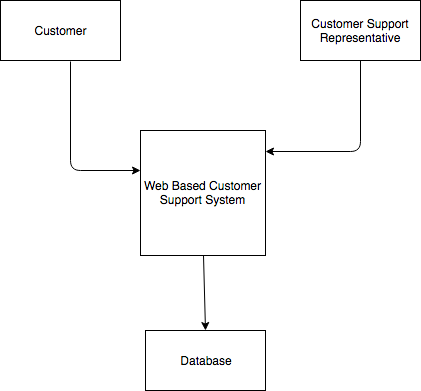 Customer
Customer Support
Representative
Web Based Customer
Support System
Database